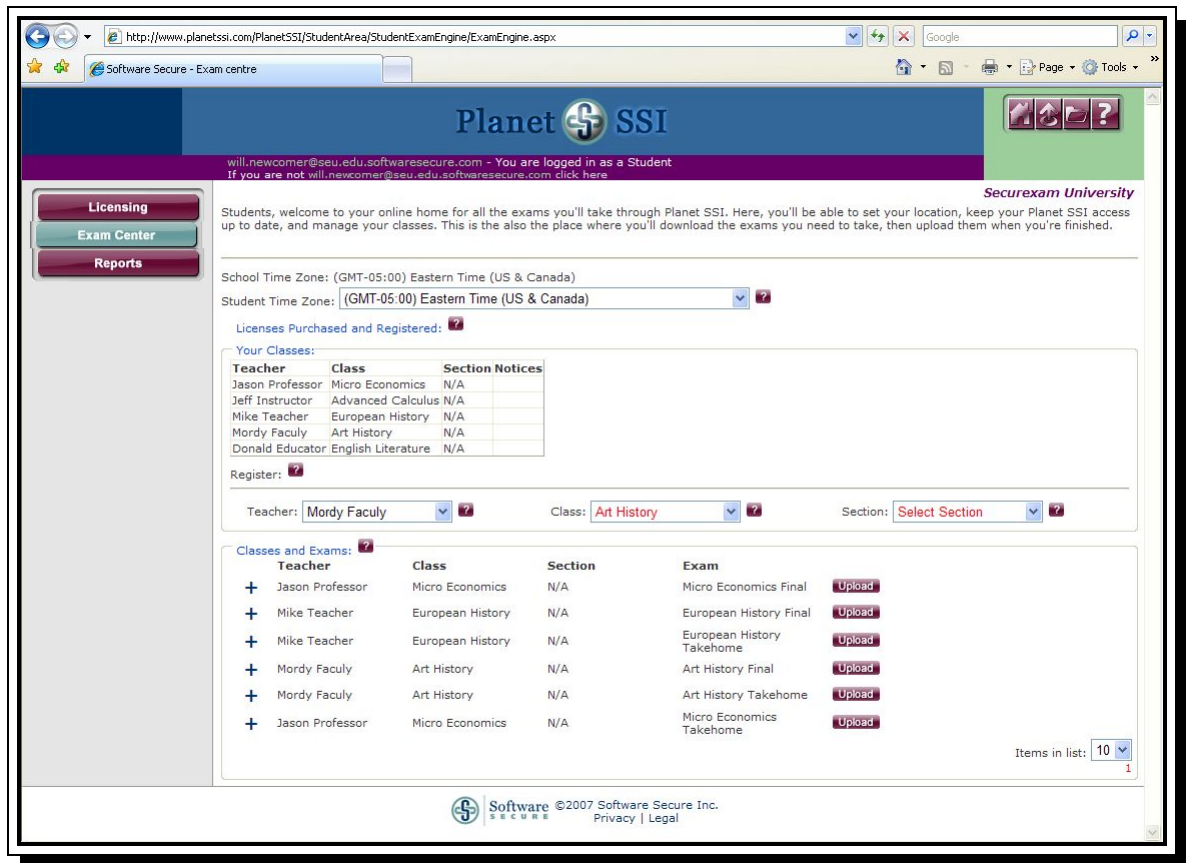 http://www.planetssi.com/PlanetSSI/StudentArea/StudentExamEngine/ExamEngine.aspx
Google
Software Secure - Exam centre
Page
Tools
»
Planet SSI
?
will.newcomer@seu.edu.softwaresecure.com - You are logged in as a Student
If you are not will.newcomer@seu.edu.softwaresecure.com click here
Securexam University
Licensing
Exam Center
Reports
Students, welcome to your online home for all the exams you'll take through Planet SSI. Here, you'll be able to set your location, keep your Planet SSI access
up to date, and manage your classes. This is the also the place where you'll download the exams you need to take, then upload them when you're finished.
School Time Zone: (GMT-05:00) Eastern Time (US & Canada)
Student Time Zone: (GMT-05:00) Eastern Time (US & Canada) ?
Licenses Purchased and Registered: ?
Your Classes:
Teacher Class Section Notices
Jason Professor Micro Economics N/A
Jeff Instructor Advanced Calculus N/A
Mike Teacher European History N/A
Mordy Faculy Art History N/A
Donald Educator English Literature N/A
Register: ?
Teacher: Mordy Faculy ? Class: Art History ? Section: Select Section ?
Classes and Exams: ?
Teacher Class Section Exam
+ Jason Professor Micro Economics N/A Micro Economics Final Upload
+ Mike Teacher European History N/A European History Final Upload
+ Mike Teacher European History N/A European History Takehome Upload
+ Mordy Faculy Art History N/A Art History Final Upload
+ Mordy Faculy Art History N/A Art History Takehome Upload
+ Jason Professor Micro Economics N/A Micro Economics Takehome Upload
Items in list: 10
1
Software SECURE ©2007 Software Secure Inc.
Privacy | Legal